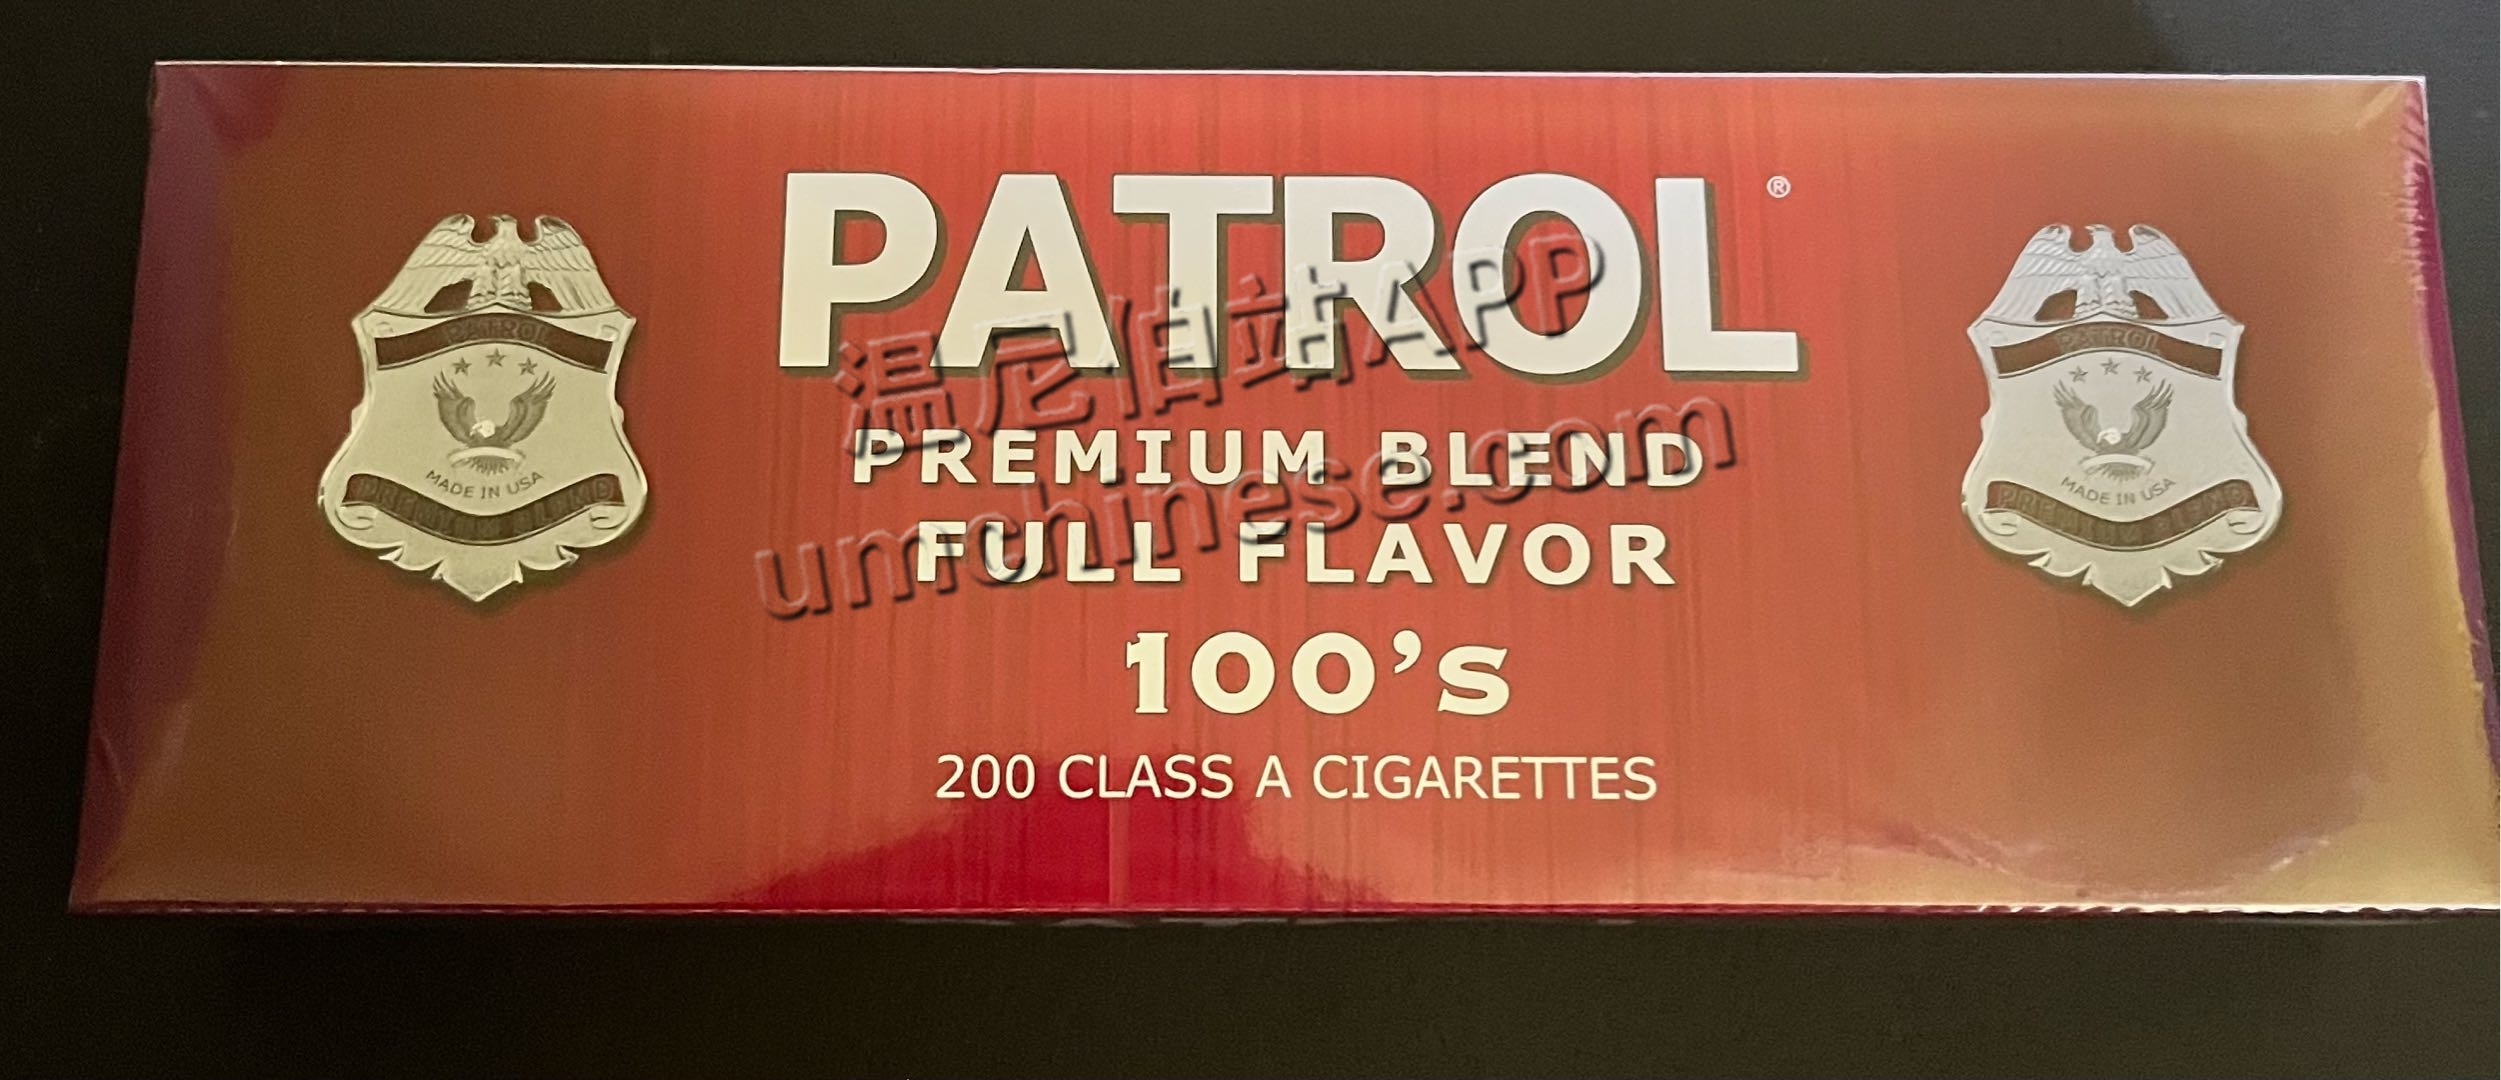 PATROL®
温尼伯站APP
PREMIUM BLEND
umchinese.com
FULL FLAVOR
100's
200 CLASS A CIGARETTES
PATROL
MADE IN USA
PREMIUM BLEND
PATROL
MADE IN USA
PREMIUM BLEND